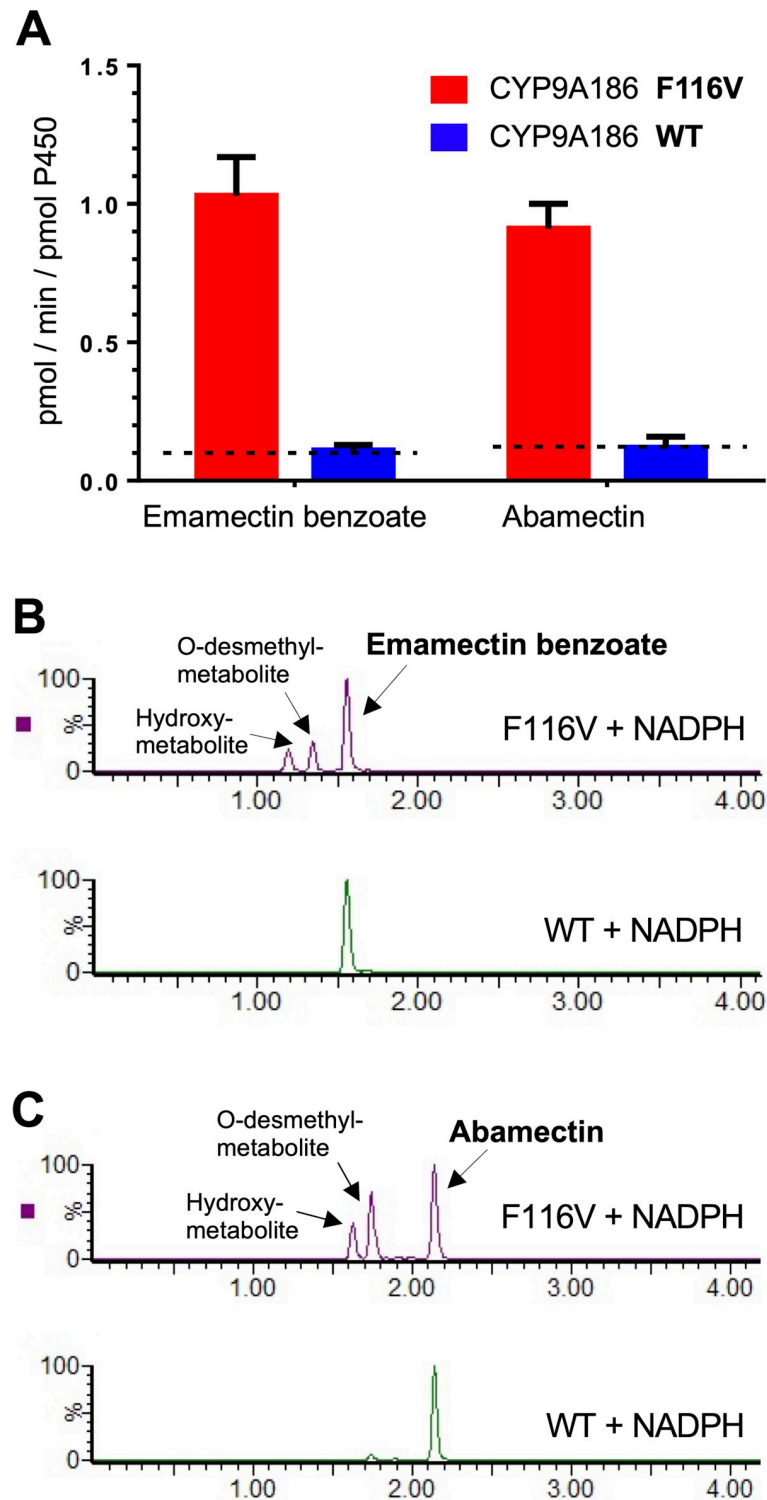 A
1.5
1.0
0.5
0.0
pmol / min / pmol P450
CYP9A186 F116V
CYP9A186 WT
Emamectin benzoate
Abamectin
B
O-desmethyl-
metabolite
Emamectin benzoate
Hydroxy-
metabolite
F116V + NADPH
100
%
0
1.00 2.00 3.00 4.00
WT + NADPH
100
%
0
1.00 2.00 3.00 4.00
C
O-desmethyl-
metabolite
Abamectin
Hydroxy-
metabolite
F116V + NADPH
100
%
0
1.00 2.00 3.00 4.00
WT + NADPH
100
%
0
1.00 2.00 3.00 4.00